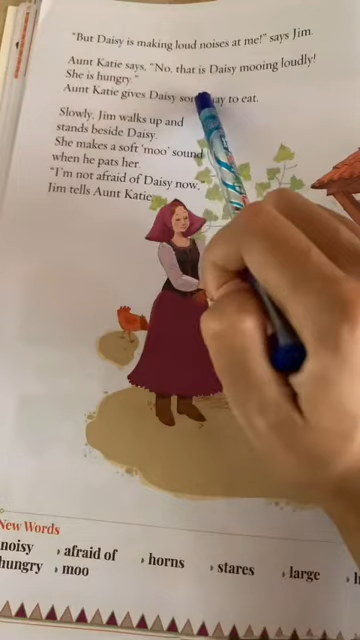 "But Daisy is making loud noises at me!" says Jim.
Aunt Katie says, "No, that is Daisy mooing loudly!
She is hungry."
Aunt Katie gives Daisy some hay to eat.
Slowly, Jim walks up and
stands beside Daisy.
She makes a soft 'moo' sound
when he pats her.
"I'm not afraid of Daisy now,"
Jim tells Aunt Katie.
New Words
noisy afraid of horns stares large
hungry moo